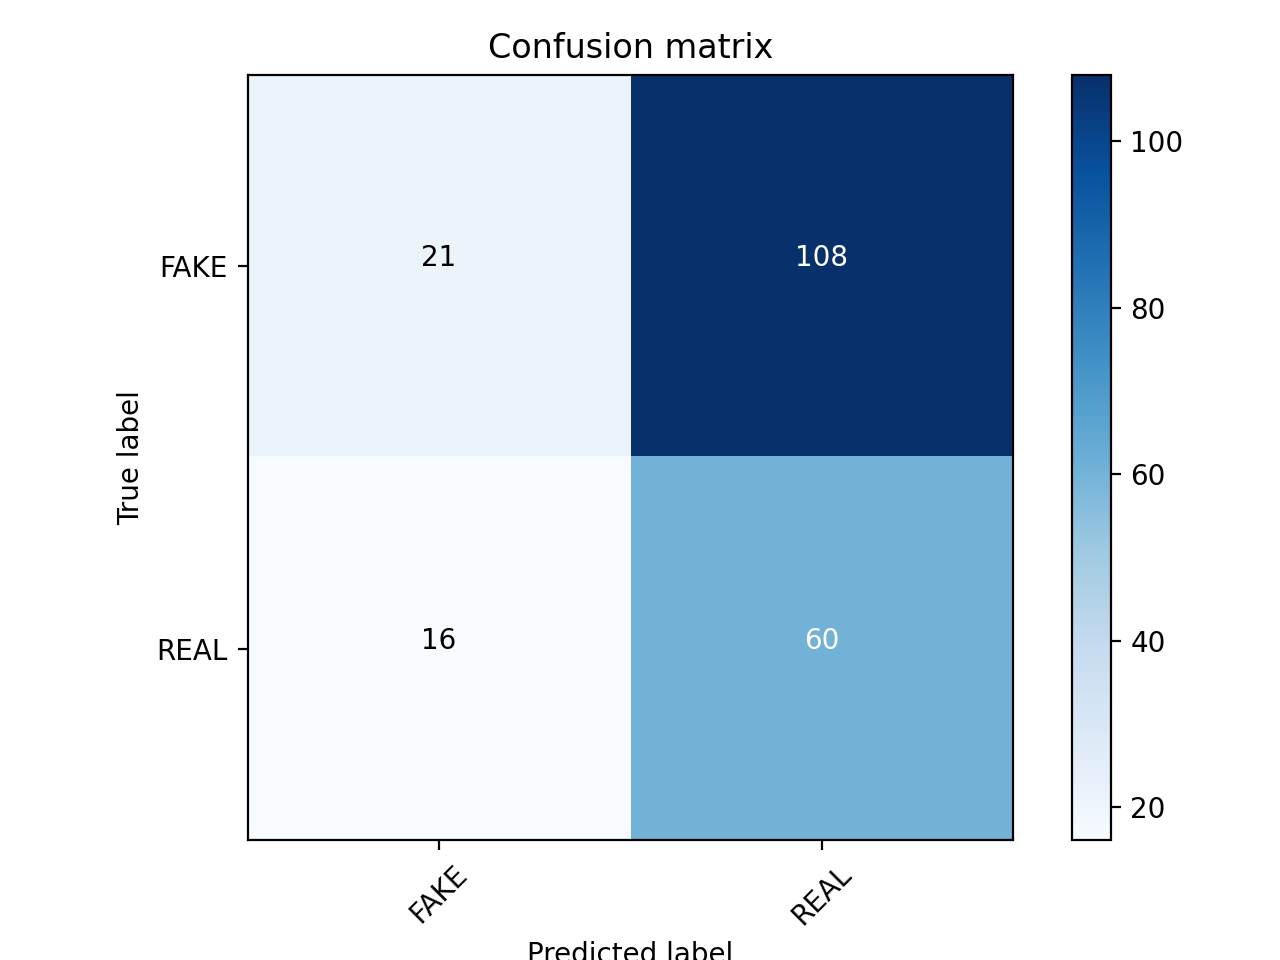 Confusion matrix
FAKE
21
108
REAL
16
60
True label
FAKE
REAL
Predicted label
100
80
60
40
20